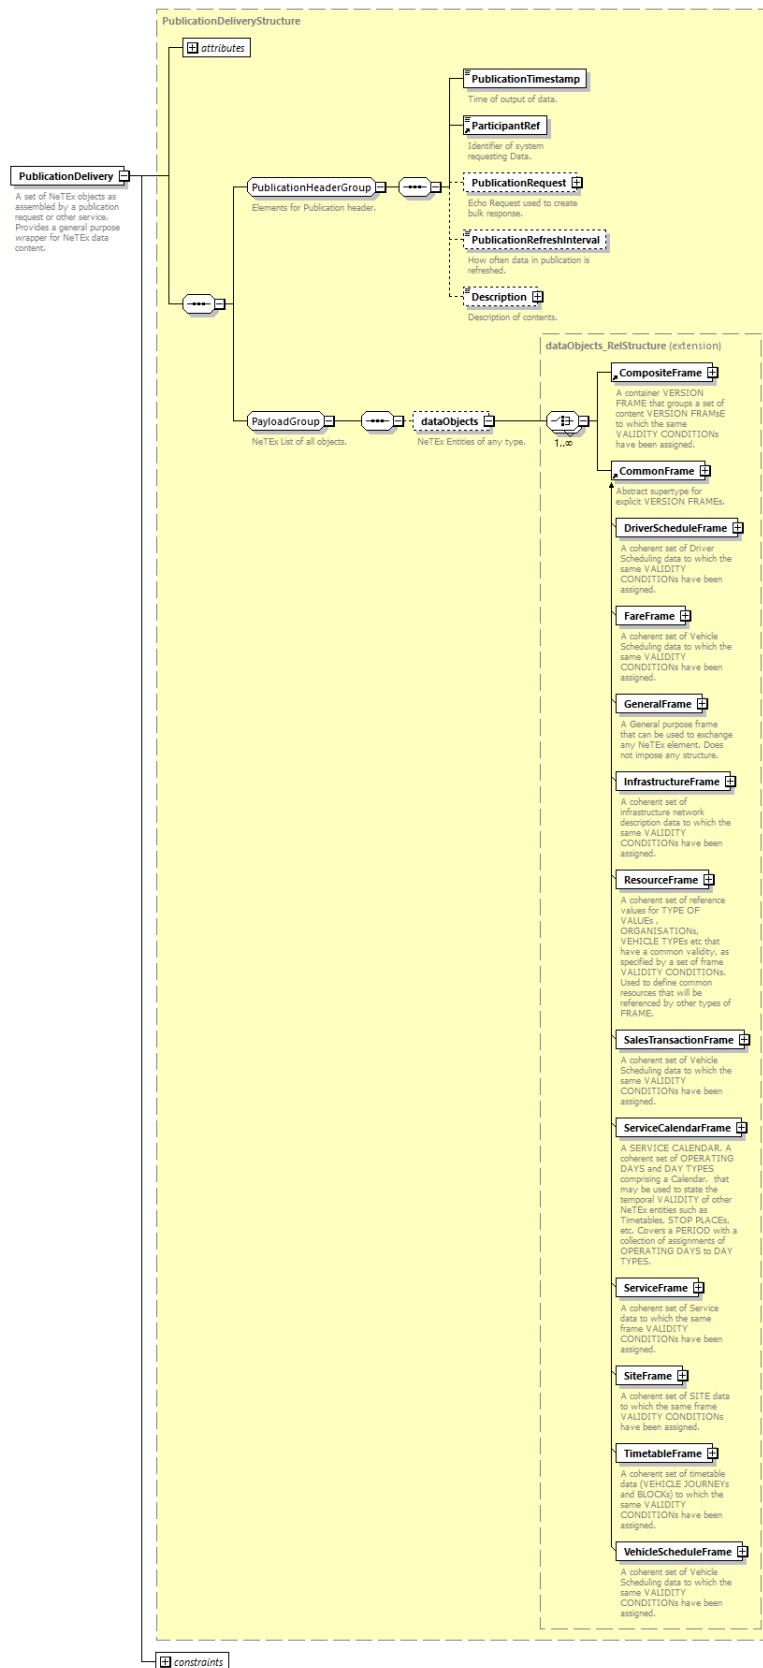 PublicationDeliveryStructure
attributes
PublicationTimestamp
Time of output of data.
ParticipantRef
Identifier of system
requesting Data.
PublicationDelivery
A set of NeTEx objects as
assembled by a publication
request or other service.
Provides a general purpose
wrapper for NeTEx data
content.
PublicationHeaderGroup
Elements for Publication header.
PublicationRequest
Echo Request used to create
bulk response.
PublicationRefreshInterval
How often data in publication is
refreshed.
Description
Description of contents.
dataObjects_RelStructure (extension)
CompositeFrame
A container VERSION
FRAME that groups a set of
content VERSION FRAMsE
to which the same
VALIDITY CONDITIONs
have been assigned.
PayloadGroup
NeTEx List of all objects.
dataObjects
NeTEx Entities of any type.
1..∞
CommonFrame
Abstract supertype for
explicit VERSION FRAMEs.
DriverScheduleFrame
A coherent set of Driver
Scheduling data to which the
same VALIDITY
CONDITIONs have been
assigned.
FareFrame
A coherent set of Vehicle
Scheduling data to which the
same VALIDITY
CONDITIONs have been
assigned.
GeneralFrame
A General purpose frame
that can be used to exchange
any NeTEx element. Does
not impose any structure.
InfrastructureFrame
A coherent set of
infrastructure network
description data to which the
same VALIDITY
CONDITIONs have been
assigned.
ResourceFrame
A coherent set of reference
values for TYPE OF
VALUEs ,
ORGANISATIONs,
VEHICLE TYPEs etc that
have a common validity, as
specified by a set of frame
VALIDITY CONDITIONs.
Used to define common
resources that will be
referenced by other types of
FRAME.
SalesTransactionFrame
A coherent set of Vehicle
Scheduling data to which the
same VALIDITY
CONDITIONs have been
assigned.
ServiceCalendarFrame
A SERVICE CALENDAR. A
coherent set of OPERATING
DAYS and DAY TYPES
comprising a Calendar.  that
may be used to state the
temporal VALIDITY of other
NeTEx entities such as
Timetables, STOP PLACEs,
etc. Covers a PERIOD with a
collection of assignments of
OPERATING DAYS to DAY
TYPES.
ServiceFrame
A coherent set of Service
data to which the same
frame VALIDITY
CONDITIONs have been
assigned.
SiteFrame
A coherent set of SITE data
to which the same frame
VALIDITY CONDITIONs
have been assigned.
TimetableFrame
A coherent set of timetable
data (VEHICLE JOURNEYs
and BLOCKs) to which the
same VALIDITY
CONDITIONs have been
assigned.
VehicleScheduleFrame
A coherent set of Vehicle
Scheduling data to which the
same VALIDITY
CONDITIONs have been
assigned.
constraints